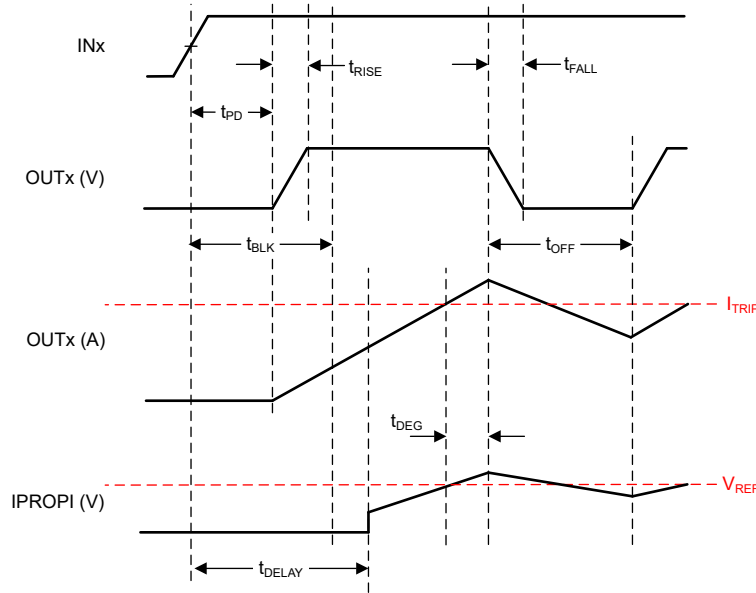 INx
tRISE
tFALL
tPD
OUTx (V)
tBLK
tOFF
ITRIP
OUTx (A)
tDEG
IPROPI (V)
VREF
tDELAY